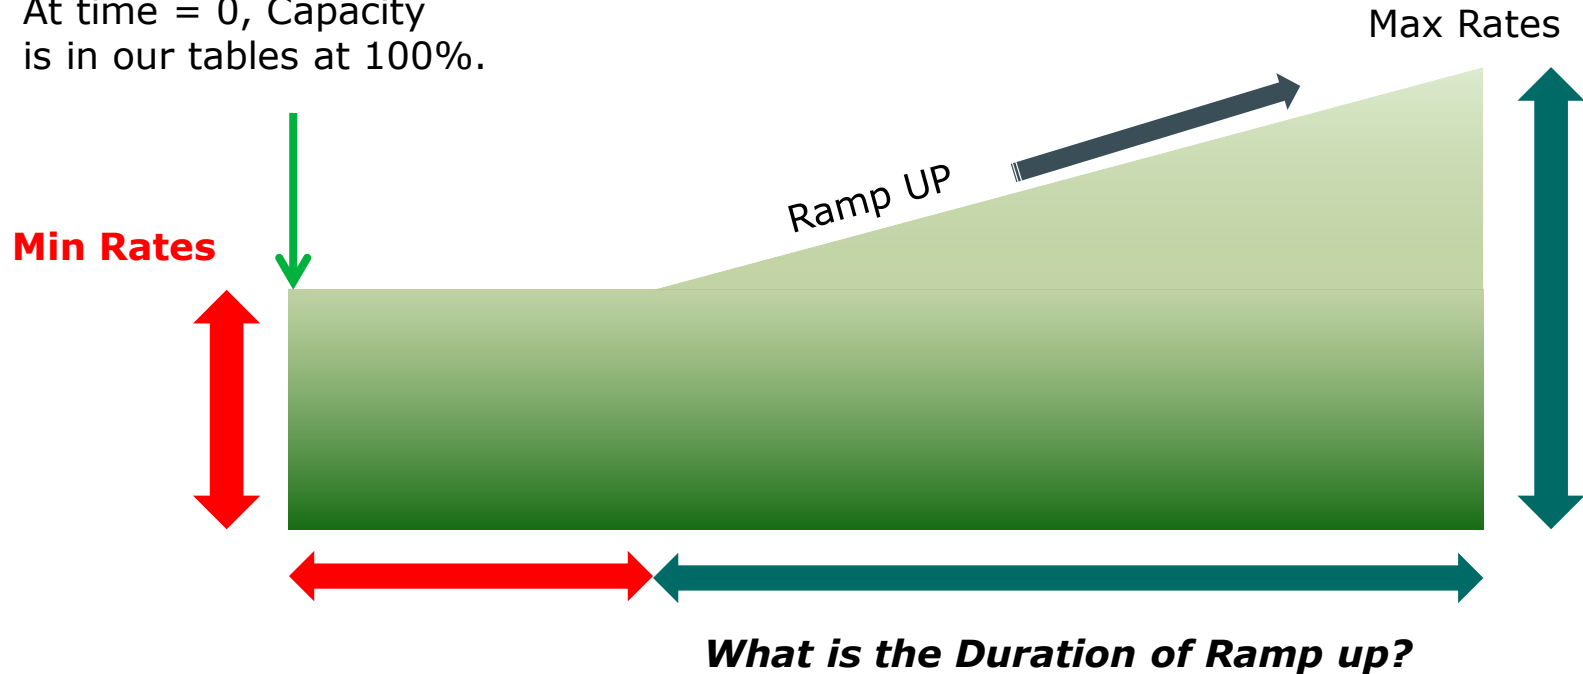 At time = 0, Capacity
is in our tables at 100%.
Max Rates
Ramp UP
Min Rates
What is the Duration of Ramp up?